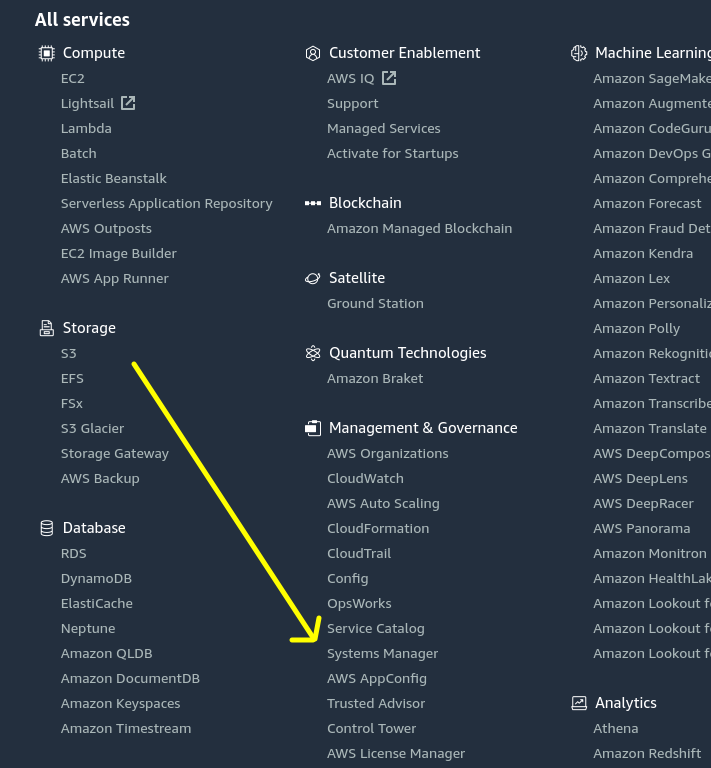 All services
Compute
EC2
Lightsail
Lambda
Batch
Elastic Beanstalk
Serverless Application Repository
AWS Outposts
EC2 Image Builder
AWS App Runner
Storage
S3
EFS
FSx
S3 Glacier
Storage Gateway
AWS Backup
Database
RDS
DynamoDB
ElastiCache
Neptune
Amazon QLDB
Amazon DocumentDB
Amazon Keyspaces
Amazon Timestream
Customer Enablement
AWS IQ
Support
Managed Services
Activate for Startups
Blockchain
Amazon Managed Blockchain
Satellite
Ground Station
Quantum Technologies
Amazon Braket
Management & Governance
AWS Organizations
CloudWatch
AWS Auto Scaling
CloudFormation
CloudTrail
Config
OpsWorks
Service Catalog
Systems Manager
AWS AppConfig
Trusted Advisor
Control Tower
AWS License Manager
Machine Learning
Amazon SageMake
Amazon Augmente
Amazon CodeGuru
Amazon DevOps G
Amazon Comprehe
Amazon Forecast
Amazon Fraud Det
Amazon Kendra
Amazon Lex
Amazon Personaliz
Amazon Polly
Amazon Rekognitio
Amazon Textract
Amazon Transcribe
Amazon Translate
AWS DeepCompos
AWS DeepLens
AWS DeepRacer
AWS Panorama
Amazon Monitron
Amazon HealthLak
Amazon Lookout fo
Amazon Lookout fo
Amazon Lookout fo
Analytics
Athena
Amazon Redshift